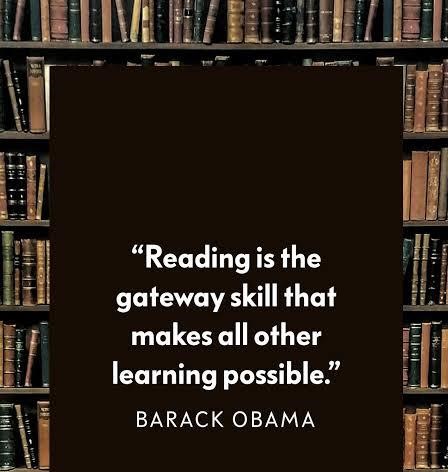 “Reading is the
gateway skill that
makes all other
learning possible.”
BARACK OBAMA